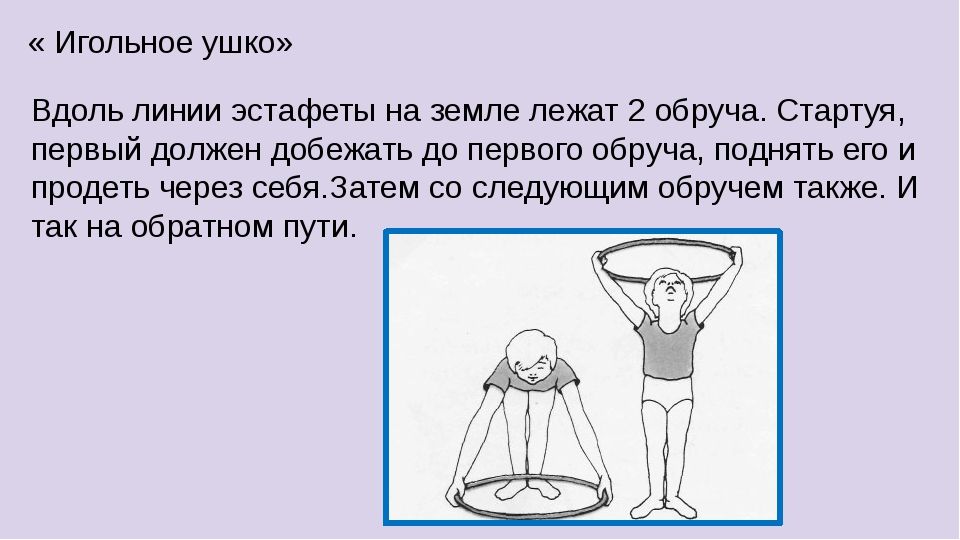 « Игольное ушко»
Вдоль линии эстафеты на земле лежат 2 обруча. Стартуя,
первый должен добежать до первого обруча, поднять его и
продеть через себя.Затем со следующим обручем также. И
так на обратном пути.